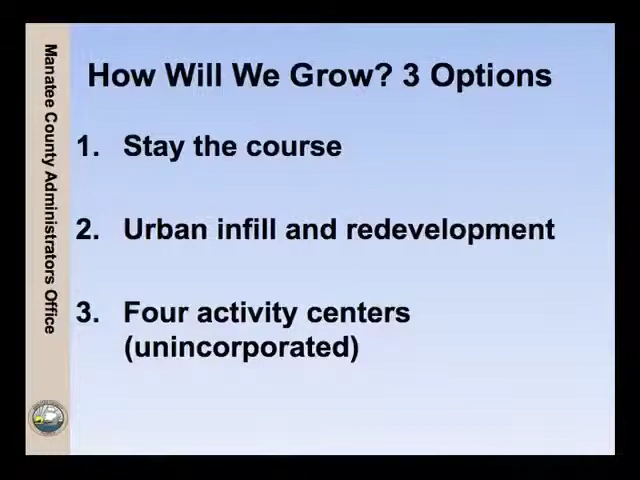 Manatee County Administrators Office
How Will We Grow? 3 Options
1. Stay the course
2. Urban infill and redevelopment
3. Four activity centers
(unincorporated)